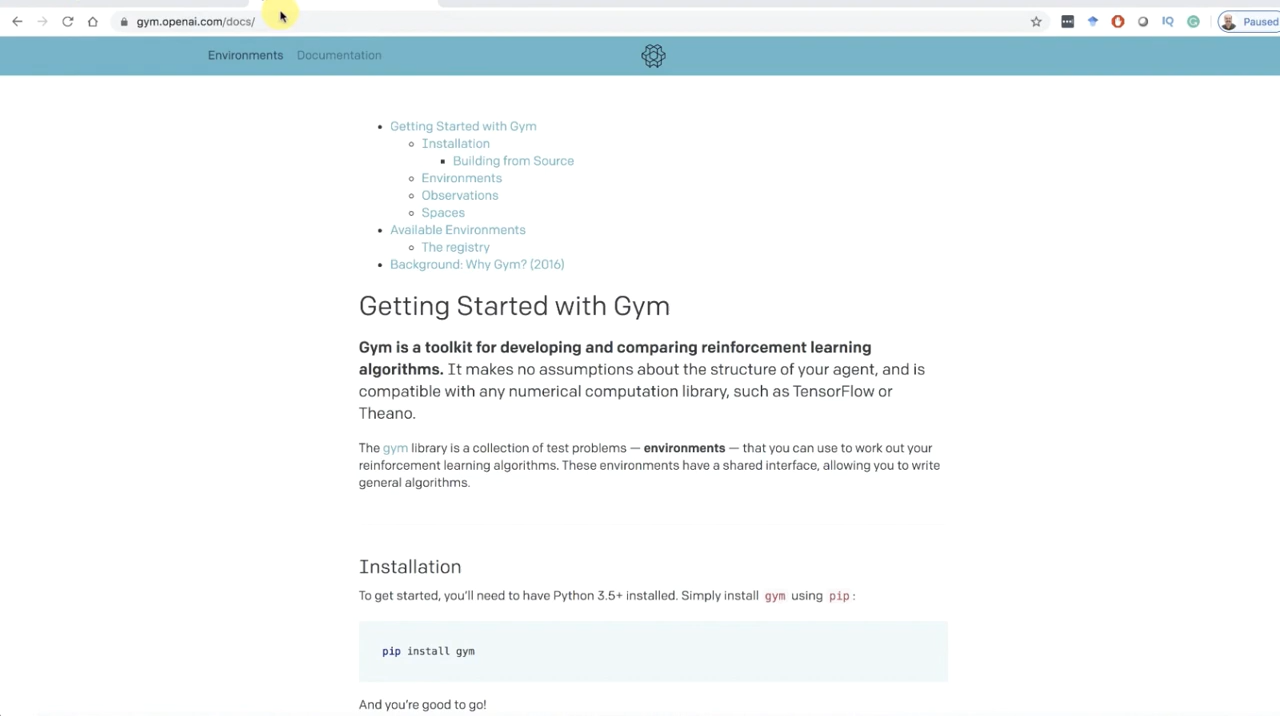 gym.openai.com/docs/
IQ
Paused
Environments Documentation
Getting Started with Gym
Installation
Building from Source
Environments
Observations
Spaces
Available Environments
The registry
Background: Why Gym? (2016)
Getting Started with Gym
Gym is a toolkit for developing and comparing reinforcement learning
algorithms. It makes no assumptions about the structure of your agent, and is
compatible with any numerical computation library, such as TensorFlow or
Theano.
The gym library is a collection of test problems — environments — that you can use to work out your
reinforcement learning algorithms. These environments have a shared interface, allowing you to write
general algorithms.
Installation
To get started, you'll need to have Python 3.5+ installed. Simply install gym using pip :
pip install gym
And you're good to go!